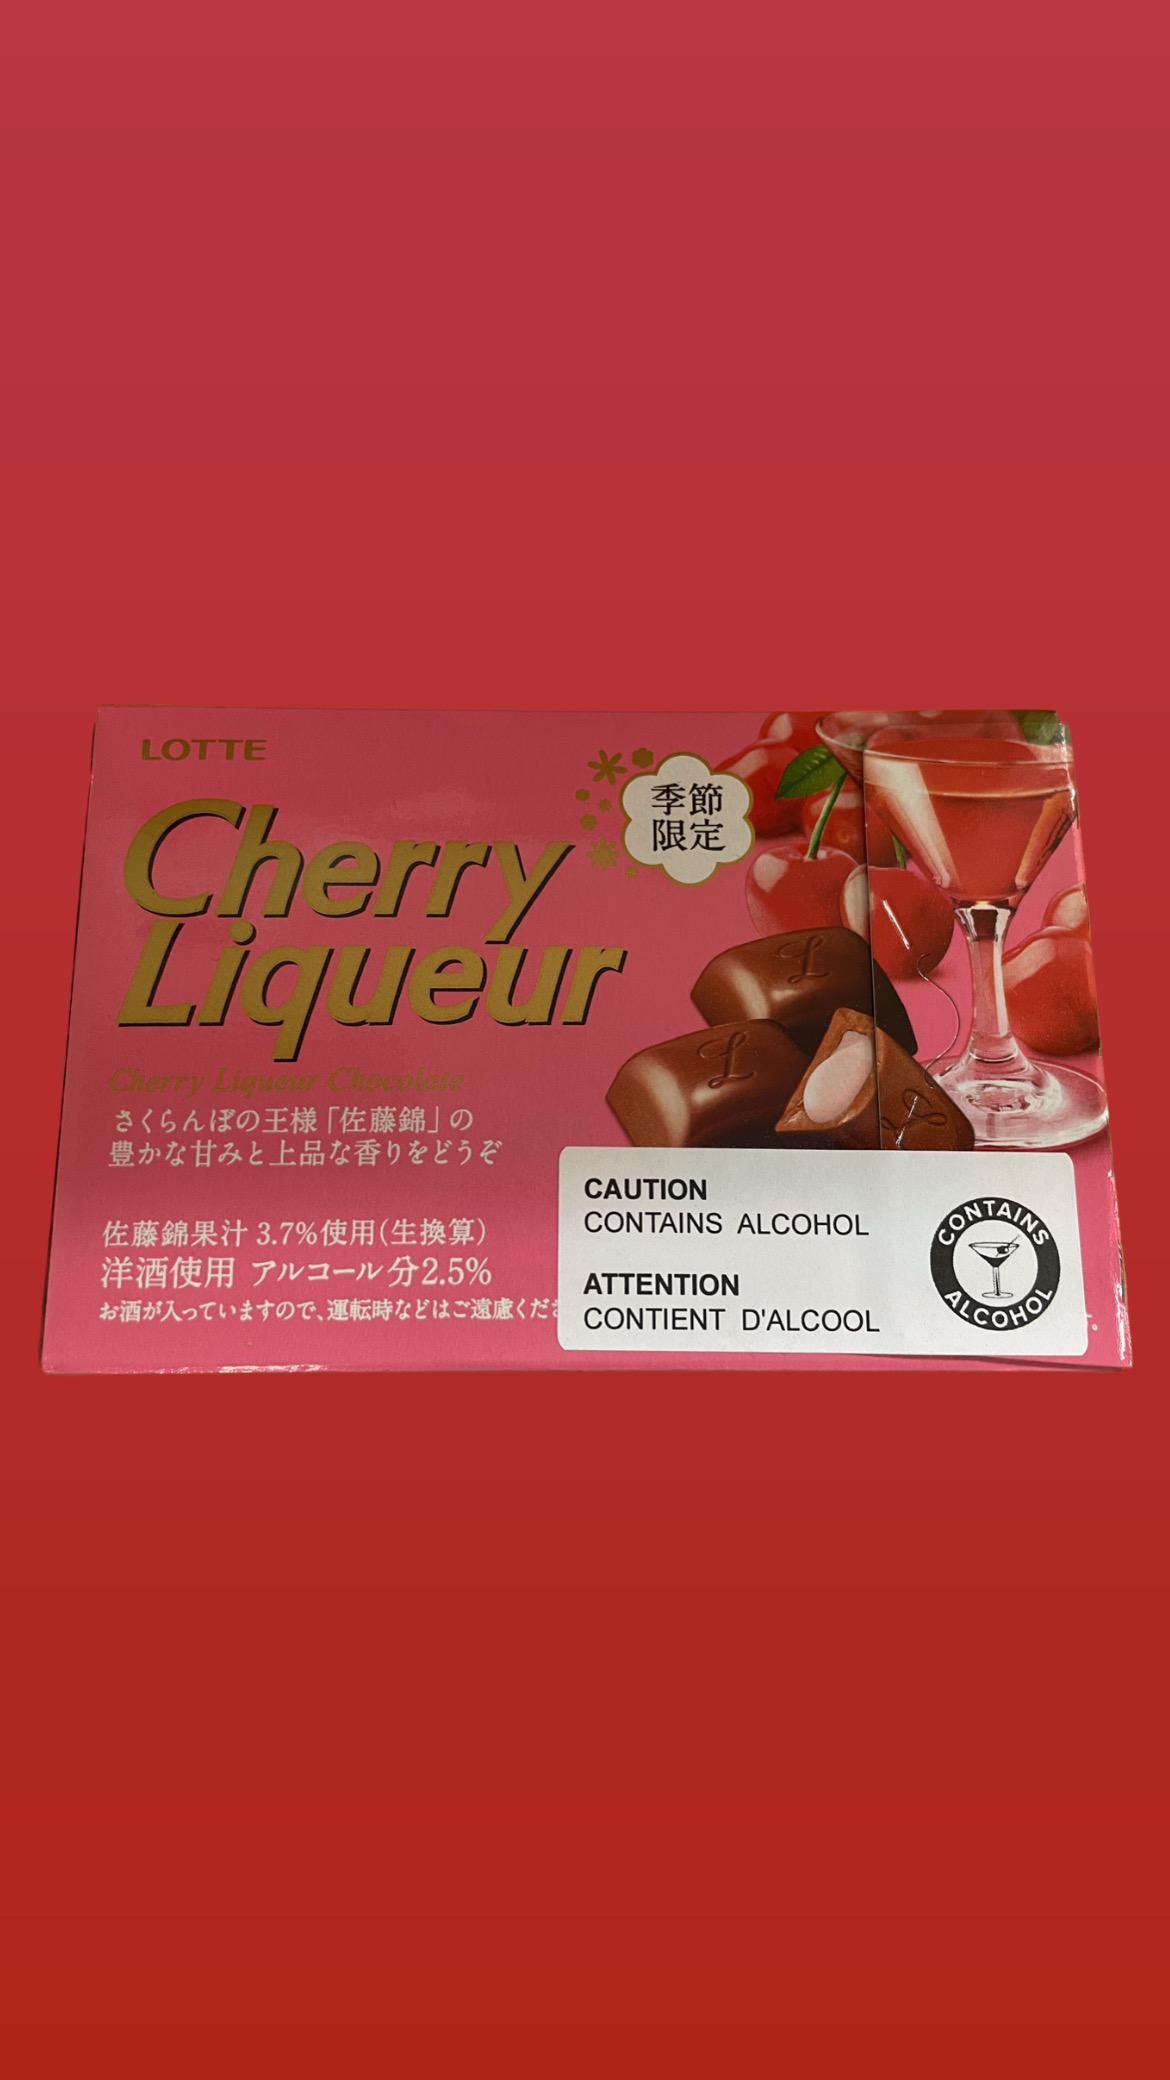 LOTTE
Cherry
Liqueur
季節
限定
Cherry Liqueur Chocolate
さくらんぼの王様「佐藤錦」の
豊かな甘みと上品な香りをどうぞ
佐藤錦果汁 3.7%使用(生換算)
洋酒使用 アルコール分2.5%
お酒が入っていますので、運転時などはご遠慮くださ
CAUTION
CONTAINS ALCOHOL
ATTENTION
CONTIENT D'ALCOOL
CONTAINS
ALCOHOL
L
L
L